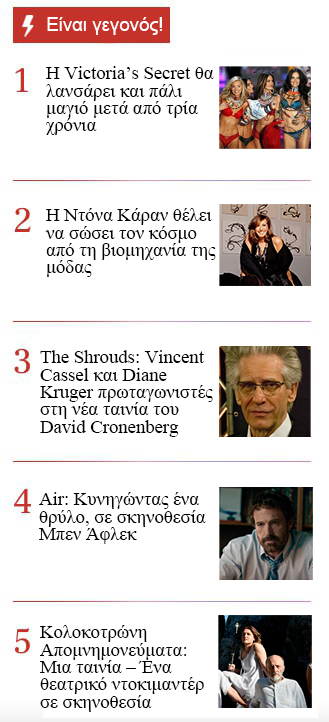 Είναι γεγονός!
1
Η Victoria’s Secret θα
λανσάρει και πάλι
μαγιό μετά από τρία
χρόνια
2
Η Ντόνα Κάραν θέλει
να σώσει τον κόσμο
από τη βιομηχανία της
μόδας
3
The Shrouds: Vincent
Cassel και Diane
Kruger πρωταγωνιστές
στη νέα ταινία του
David Cronenberg
4
Air: Κυνηγώντας ένα
θρύλο, σε σκηνοθεσία
Μπεν Άφλεκ
5
Κολοκοτρώνη
Απομνημονεύματα:
Μια ταινία – Ένα
θεατρικό ντοκιμαντέρ
σε σκηνοθεσία